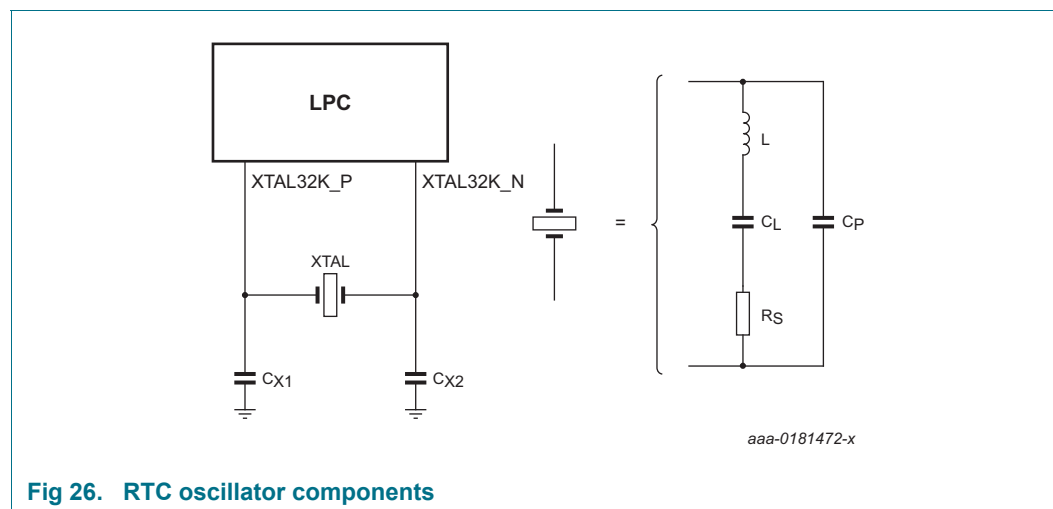 LPC
XTAL32K_P
XTAL32K_N
XTAL
CX1
CX2
=
L
CL
CP
RS
aaa-0181472-x
Fig 26. RTC oscillator components